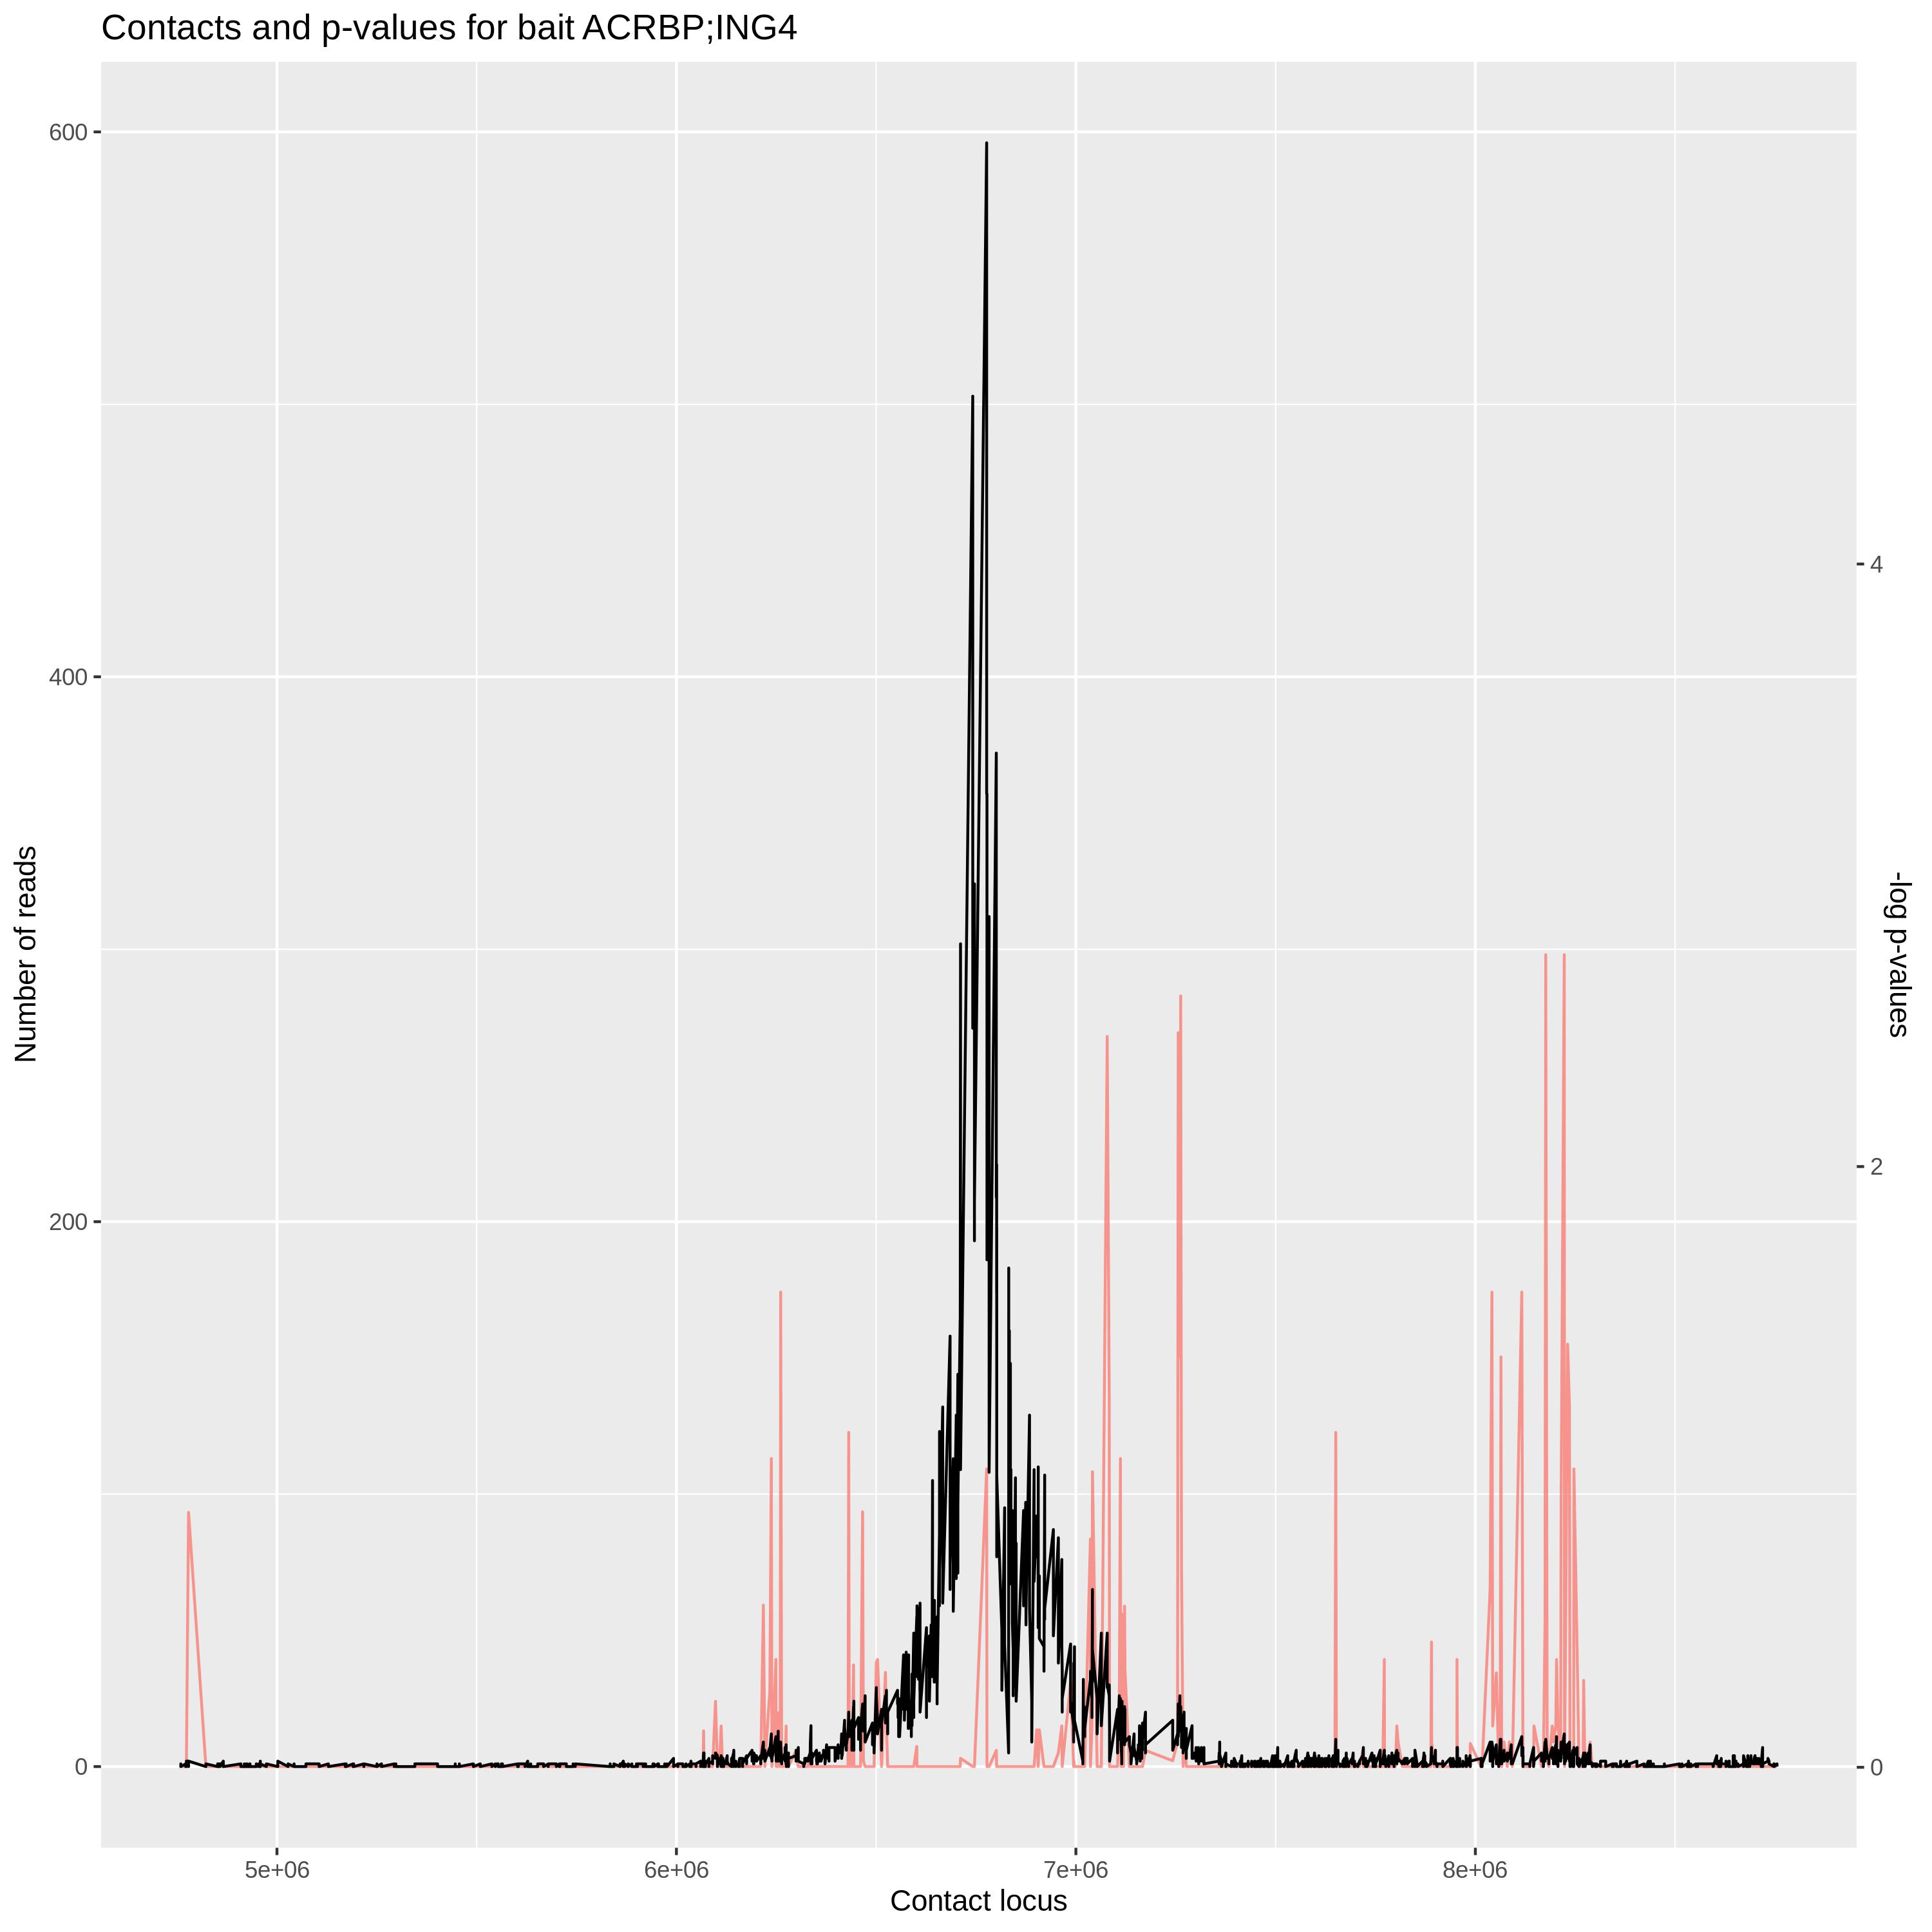 Contacts and p-values for bait ACRBP;ING4
600
400
200
0
4
2
0
Number of reads
-log p-values
5e+06
6e+06
7e+06
8e+06
Contact locus